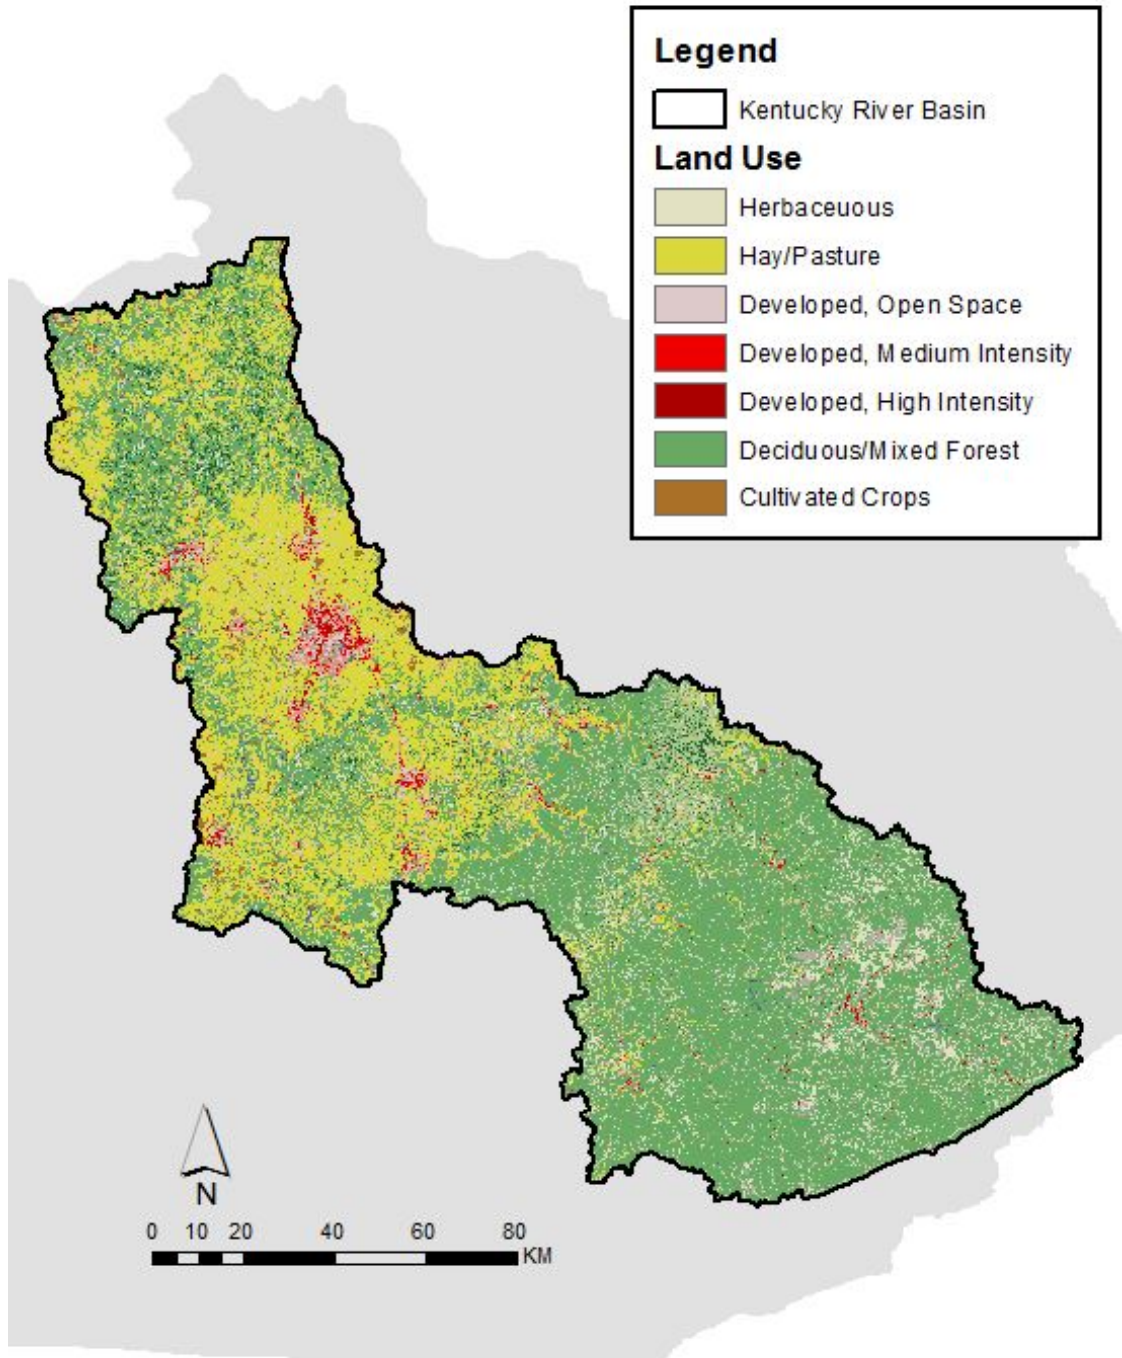 Legend
Kentucky River Basin
Land Use
Herbaceuous
Hay/Pasture
Developed, Open Space
Developed, Medium Intensity
Developed, High Intensity
Deciduous/Mixed Forest
Cultivated Crops
N
0 10 20 40 60 80
KM